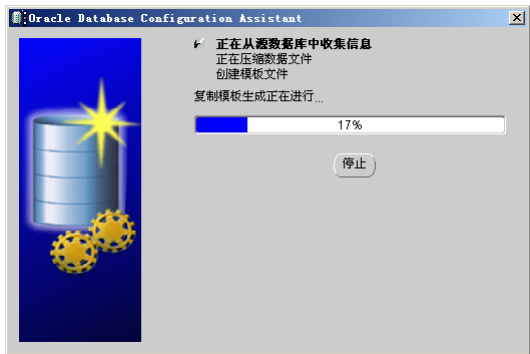 Oracle Database Configuration Assistant
正在从源数据库中收集信息
正在压缩数据文件
创建模板文件
复制模板生成正在进行...
17%
停止